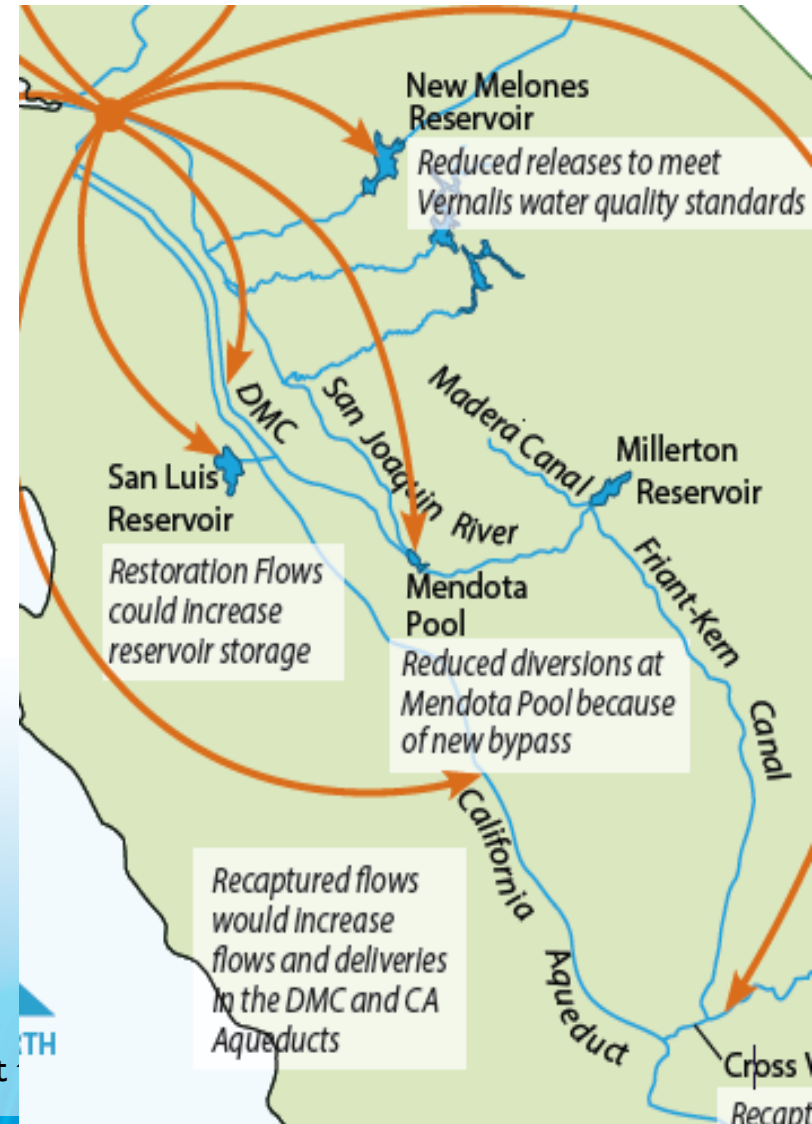 New Melones
Reservoir
Reduced releases to meet
Vernalis water quality standards
DMC
San Joaquin River
Madera Canal
Millerton
Reservoir
San Luis
Reservoir
Restoration Flows
could increase
reservoir storage
Mendota
Pool
Reduced diversions at
Mendota Pool because
of new bypass
Friant-Kern Canal
California Aqueduct
Recaptured flows
would increase
flows and deliveries
in the DMC and CA
Aqueducts
Cross